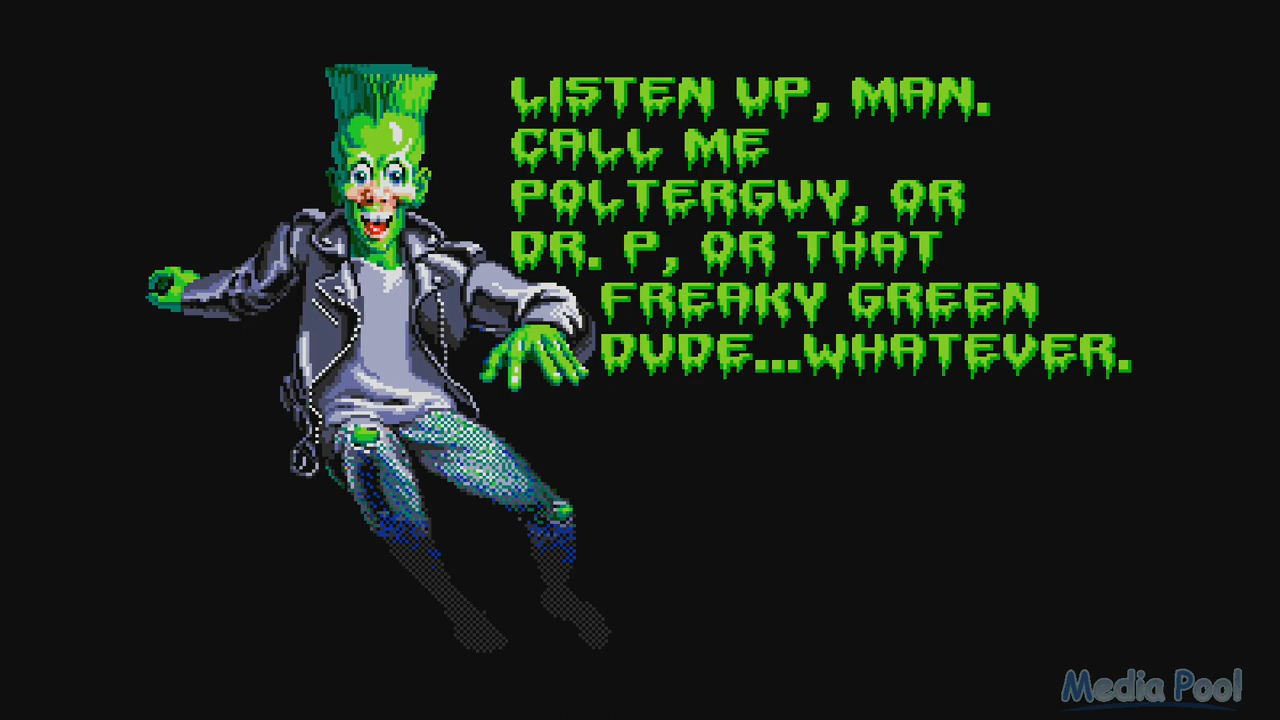 LISTEN UP, MAN.
CALL ME
POLTERGUY, OR
DR. P, OR THAT
FREAKY GREEN
DUDE...WHATEVER.
Media Pool